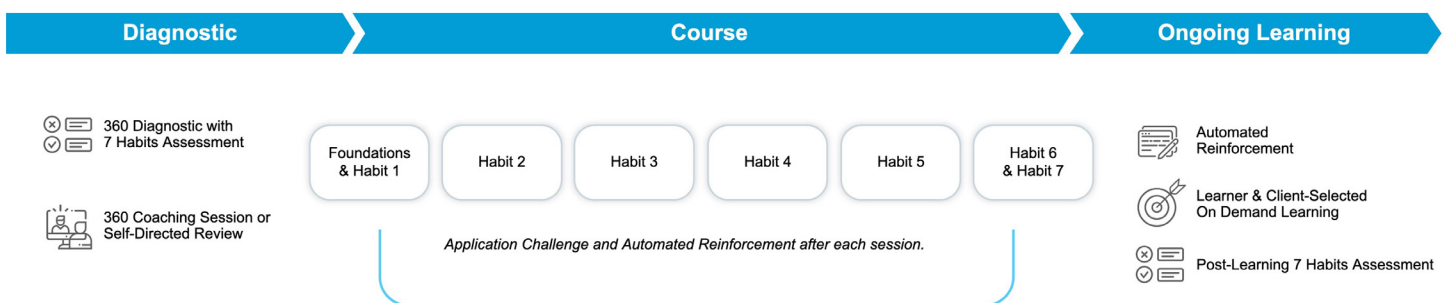 Diagnostic
Course
Ongoing Learning
360 Diagnostic with
7 Habits Assessment
360 Coaching Session or
Self-Directed Review
Foundations
& Habit 1
Habit 2
Habit 3
Habit 4
Habit 5
Habit 6
& Habit 7
Application Challenge and Automated Reinforcement after each session.
Automated
Reinforcement
Learner & Client-Selected
On Demand Learning
Post-Learning 7 Habits Assessment